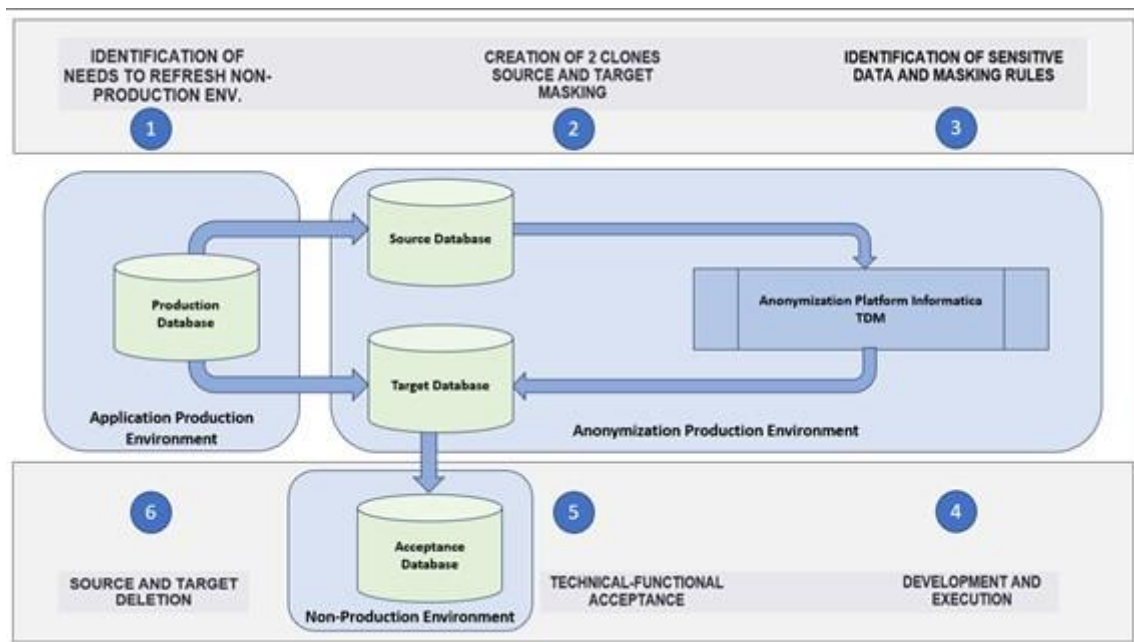 IDENTIFICATION OF
NEEDS TO REFRESH NON-
PRODUCTION ENV.
1
CREATION OF 2 CLONES
SOURCE AND TARGET
MASKING
2
IDENTIFICATION OF SENSITIVE
DATA AND MASKING RULES
3
Production
Database
Application Production
Environment
Source Database
Target Database
Anonymization Platform Informatica
TDM
Anonymization Production Environment
6
SOURCE AND TARGET
DELETION
Acceptance
Database
Non-Production Environment
5
TECHNICAL-FUNCTIONAL
ACCEPTANCE
4
DEVELOPMENT AND
EXECUTION